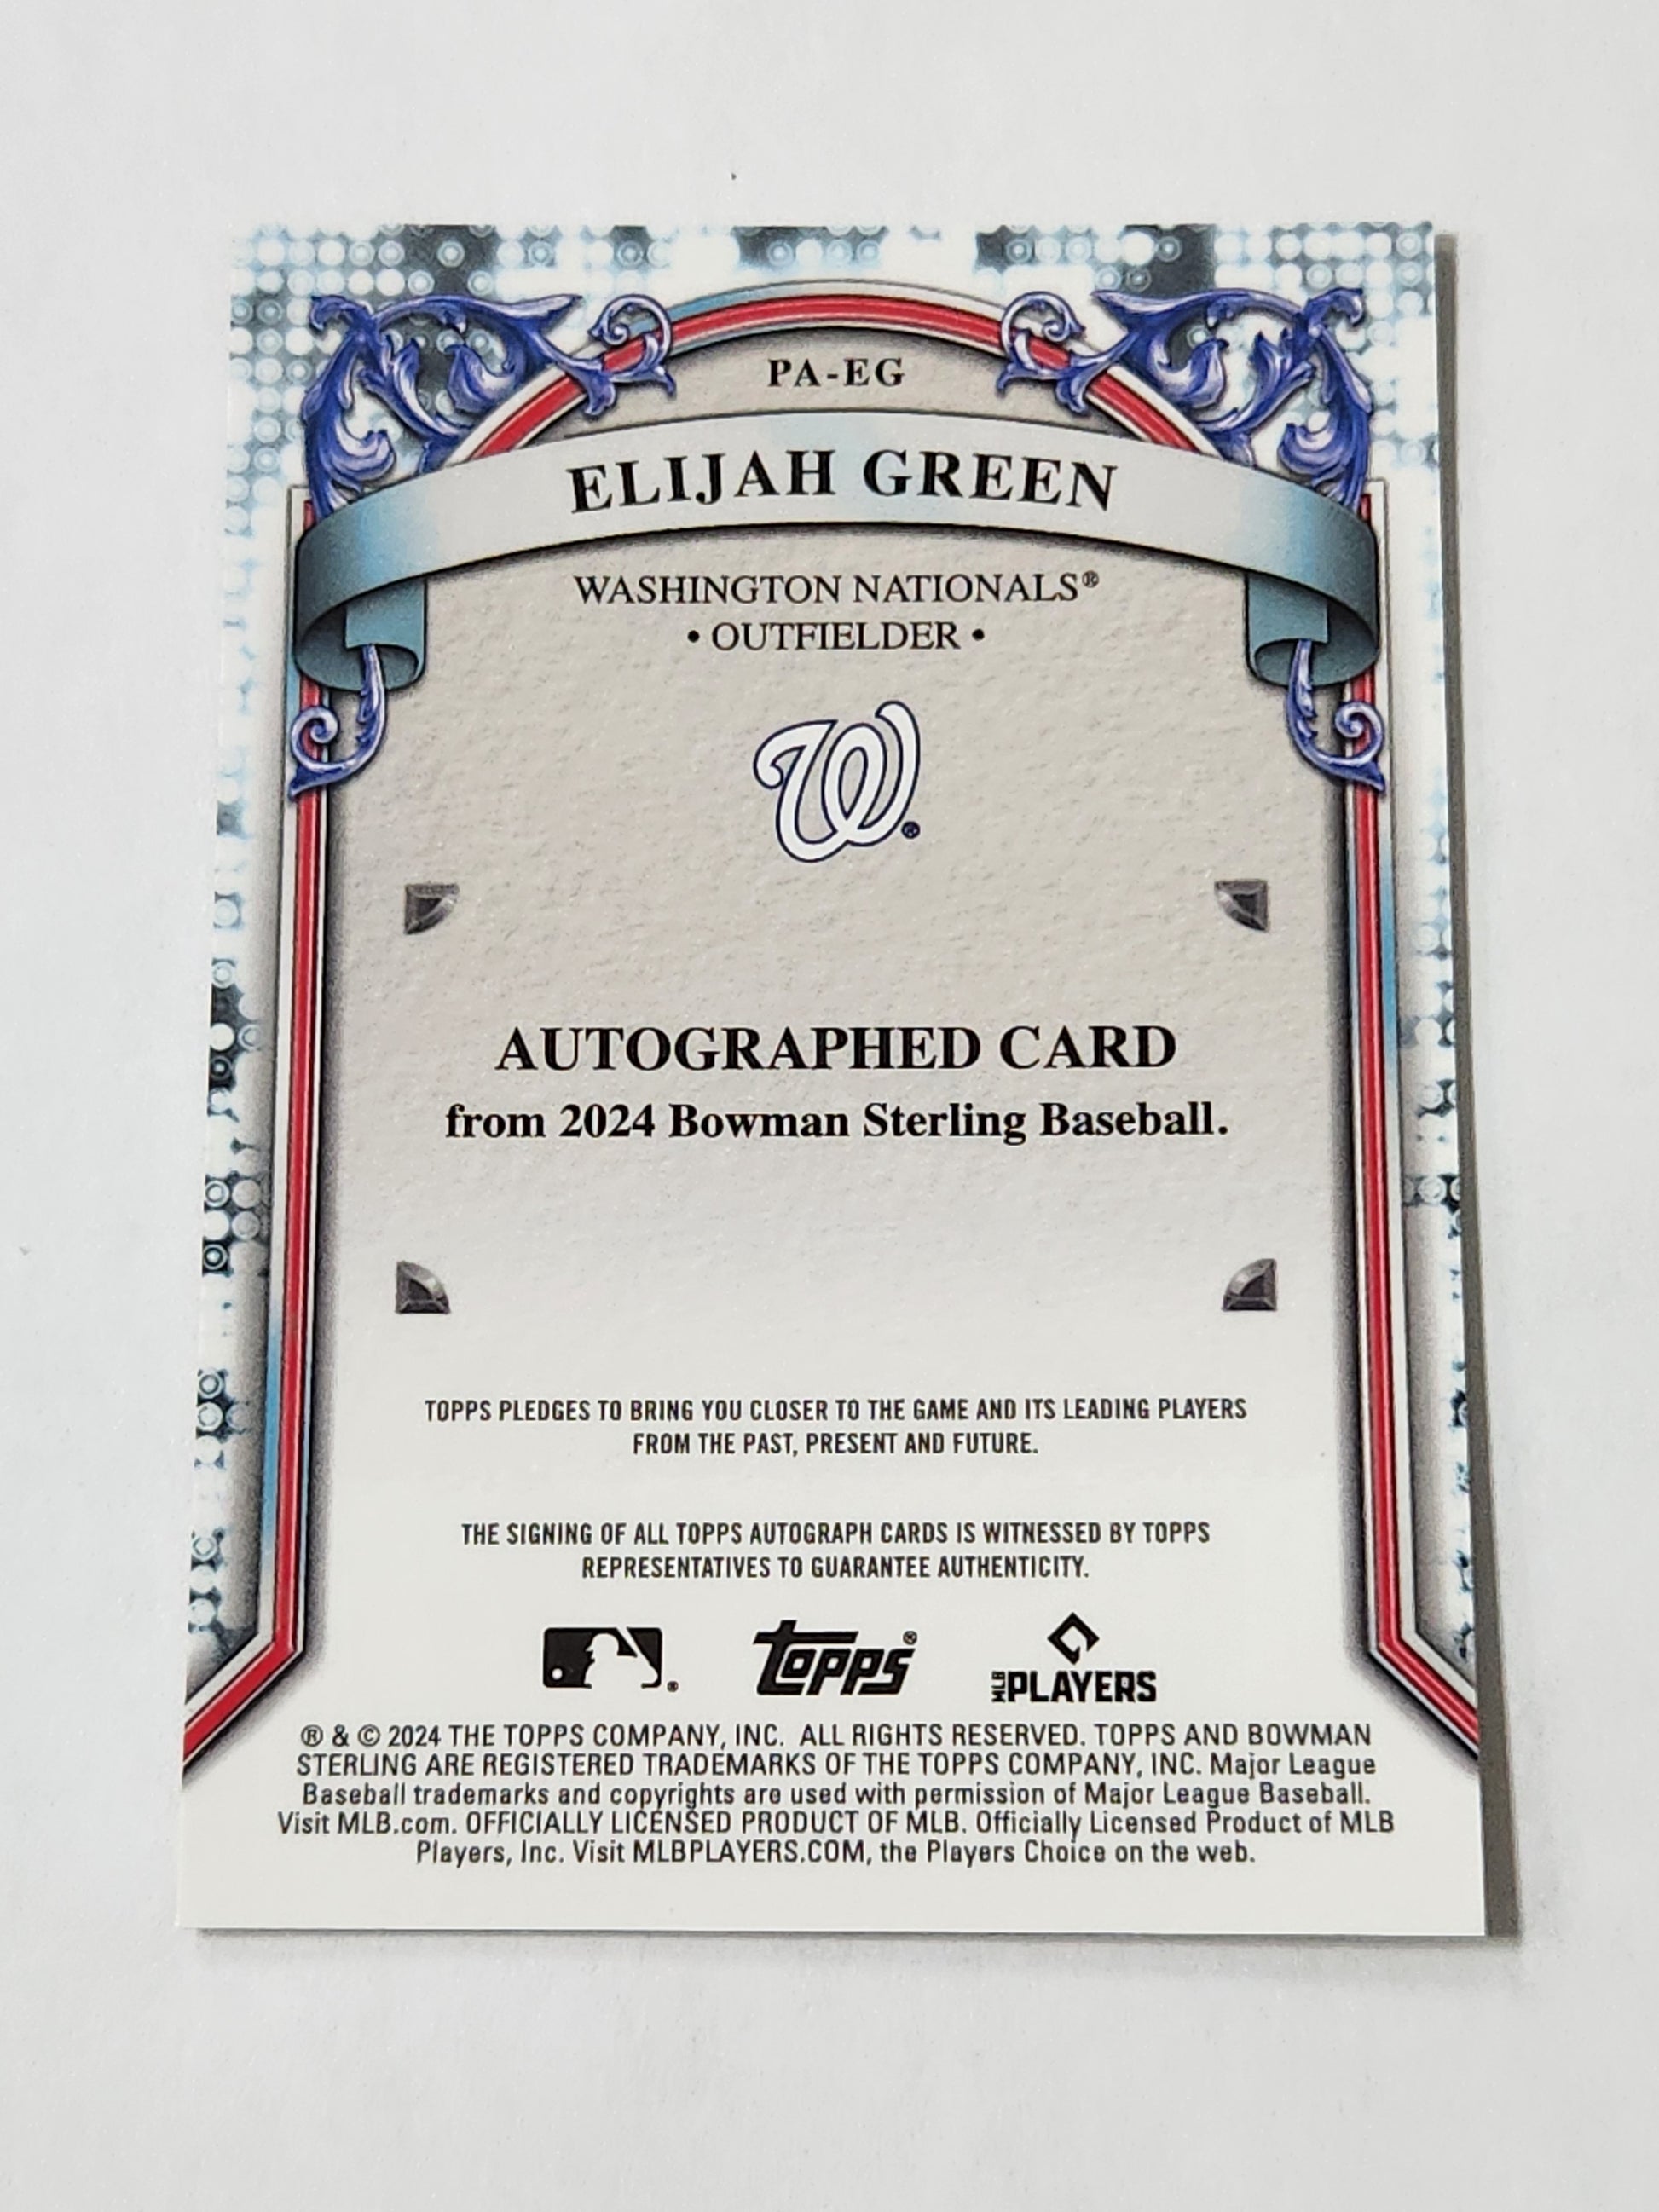 PA-EG
ELIJAH GREEN
WASHINGTON NATIONALS®
• OUTFIELDER •
W®
AUTOGRAPHED CARD
from 2024 Bowman Sterling Baseball.
TOPPS PLEDGES TO BRING YOU CLOSER TO THE GAME AND ITS LEADING PLAYERS
FROM THE PAST, PRESENT AND FUTURE.
THE SIGNING OF ALL TOPPS AUTOGRAPH CARDS IS WITNESSED BY TOPPS
REPRESENTATIVES TO GUARANTEE AUTHENTICITY.
® topps® MLB PLAYERS
® & © 2024 THE TOPPS COMPANY, INC. ALL RIGHTS RESERVED. TOPPS AND BOWMAN
STERLING ARE REGISTERED TRADEMARKS OF THE TOPPS COMPANY, INC. Major League
Baseball trademarks and copyrights are used with permission of Major League Baseball.
Visit MLB.com. OFFICIALLY LICENSED PRODUCT OF MLB. Officially Licensed Product of MLB
Players, Inc. Visit MLBPLAYERS.COM, the Players Choice on the web.